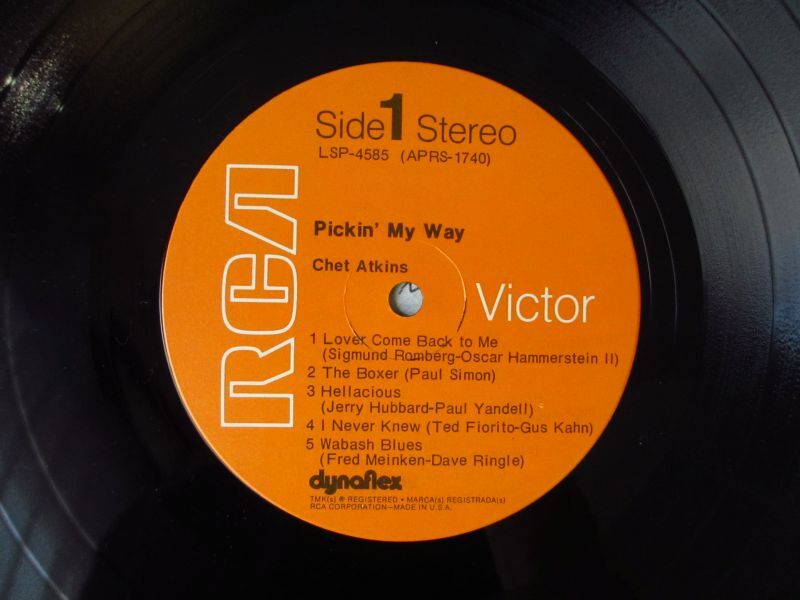 Side 1 Stereo
LSP-4585 (APRS-1740)
RCA
Pickin' My Way
Chet Atkins
Victor
1 Lover Come Back to Me
(Sigmund Romberg-Oscar Hammerstein II)
2 The Boxer (Paul Simon)
3 Hellacious
(Jerry Hubbard-Paul Yandell)
4 I Never Knew (Ted Fiorito-Gus Kahn)
5 Wabash Blues
(Fred Meinken-Dave Ringle)
dynaflex
TMK(s) ® REGISTERED • MARCA(s) REGISTRADA(s)
RCA CORPORATION—MADE IN U.S.A.